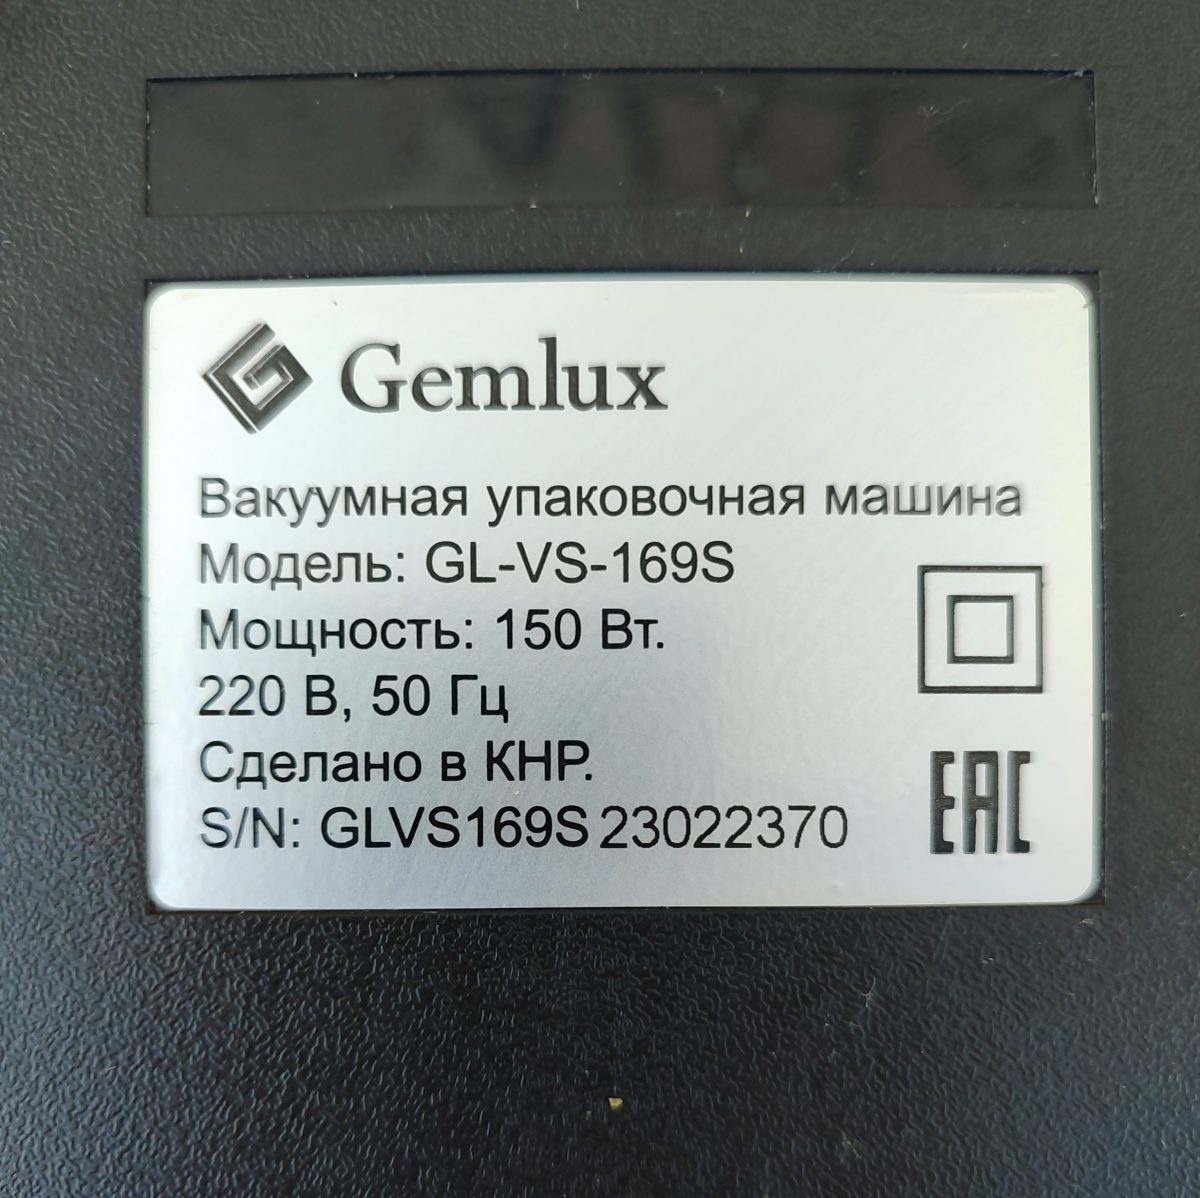 Gemlux
Вакуумная упаковочная машина
Модель: GL-VS-169S
Мощность: 150 Вт.
220 В, 50 Гц
Сделано в КНР.
S/N: GLVS169S 23022370
EAC